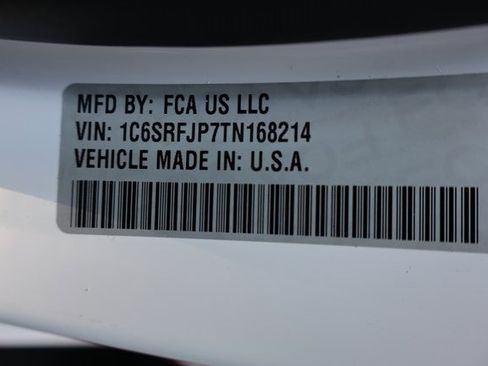 MFD BY: FCA US LLC
VIN: 1C6SRFJP7TN168214
VEHICLE MADE IN: U.S.A.